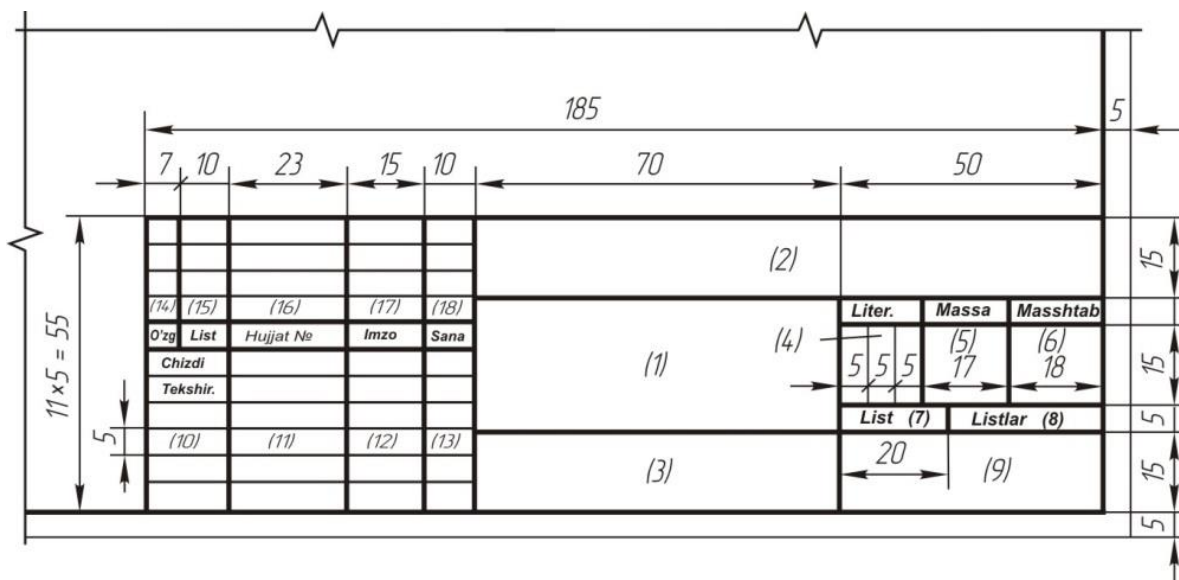 185 5
7 10 23 15 10 70 50
(2) 15
(14) (15) (16) (17) (18) Liter. Massa Masshtab
O'zg List Hujjat № Imzo Sana (4) (5) (6)
Chizdi (1) 5 5 5 17 18 15
Tekshir.
11×5 = 55
List (7) Listlar (8) 5
5 (10) (11) (12) (13) 20
(3) (9) 15
5